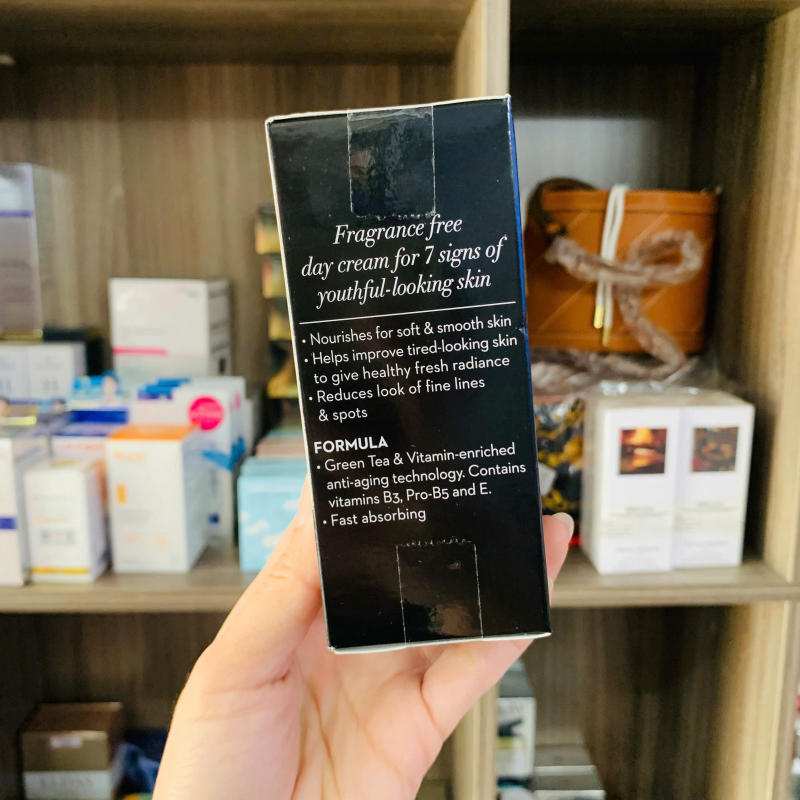 Fragrance free
day cream for 7 signs of
youthful-looking skin
• Nourishes for soft & smooth skin
• Helps improve tired-looking skin
to give healthy fresh radiance
• Reduces look of fine lines
& spots
FORMULA
• Green Tea & Vitamin-enriched
anti-aging technology. Contains
vitamins B3, Pro-B5 and E.
• Fast absorbing